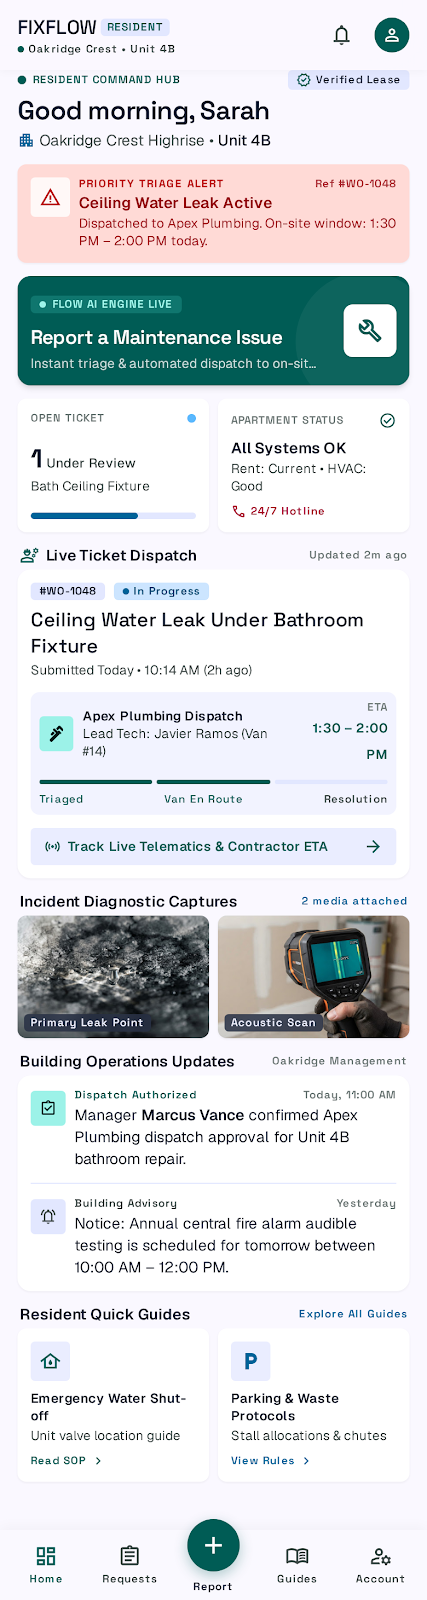 FIXFLOW RESIDENT
Oakridge Crest • Unit 4B
RESIDENT COMMAND HUB
Verified Lease
Good morning, Sarah
Oakridge Crest Highrise • Unit 4B
PRIORITY TRIAGE ALERT
Ref #WO-1048
Ceiling Water Leak Active
Dispatched to Apex Plumbing. On-site window: 1:30
PM – 2:00 PM today.
FLOW AI ENGINE LIVE
Report a Maintenance Issue
Instant triage & automated dispatch to on-sit...
OPEN TICKET
1 Under Review
Bath Ceiling Fixture
APARTMENT STATUS
All Systems OK
Rent: Current • HVAC:
Good
24/7 Hotline
Live Ticket Dispatch
Updated 2m ago
#WO-1048
In Progress
Ceiling Water Leak Under Bathroom
Fixture
Submitted Today • 10:14 AM (2h ago)
Apex Plumbing Dispatch
Lead Tech: Javier Ramos (Van
#14)
ETA
1:30 – 2:00
PM
Triaged
Van En Route
Resolution
Track Live Telematics & Contractor ETA
Incident Diagnostic Captures
2 media attached
Primary Leak Point
Acoustic Scan
Building Operations Updates
Oakridge Management
Dispatch Authorized
Today, 11:00 AM
Manager Marcus Vance confirmed Apex
Plumbing dispatch approval for Unit 4B
bathroom repair.
Building Advisory
Yesterday
Notice: Annual central fire alarm audible
testing is scheduled for tomorrow between
10:00 AM – 12:00 PM.
Resident Quick Guides
Explore All Guides
Emergency Water Shut-
off
Unit valve location guide
Read SOP
P
Parking & Waste
Protocols
Stall allocations & chutes
View Rules
Home
Requests
Report
Guides
Account